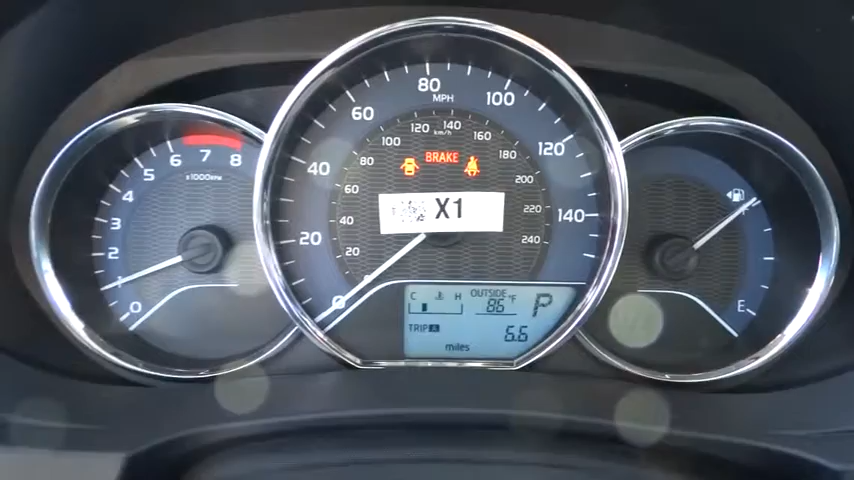 0
1
2
3
4
5
6
7
8
×1000r/min
0
20
40
60
80
100
120
140
MPH
20
40
60
80
100
120
140
160
180
200
220
240
km/h
BRAKE
X1
C H
OUTSIDE
86°F
P
TRIP A
6.6
miles
F
E